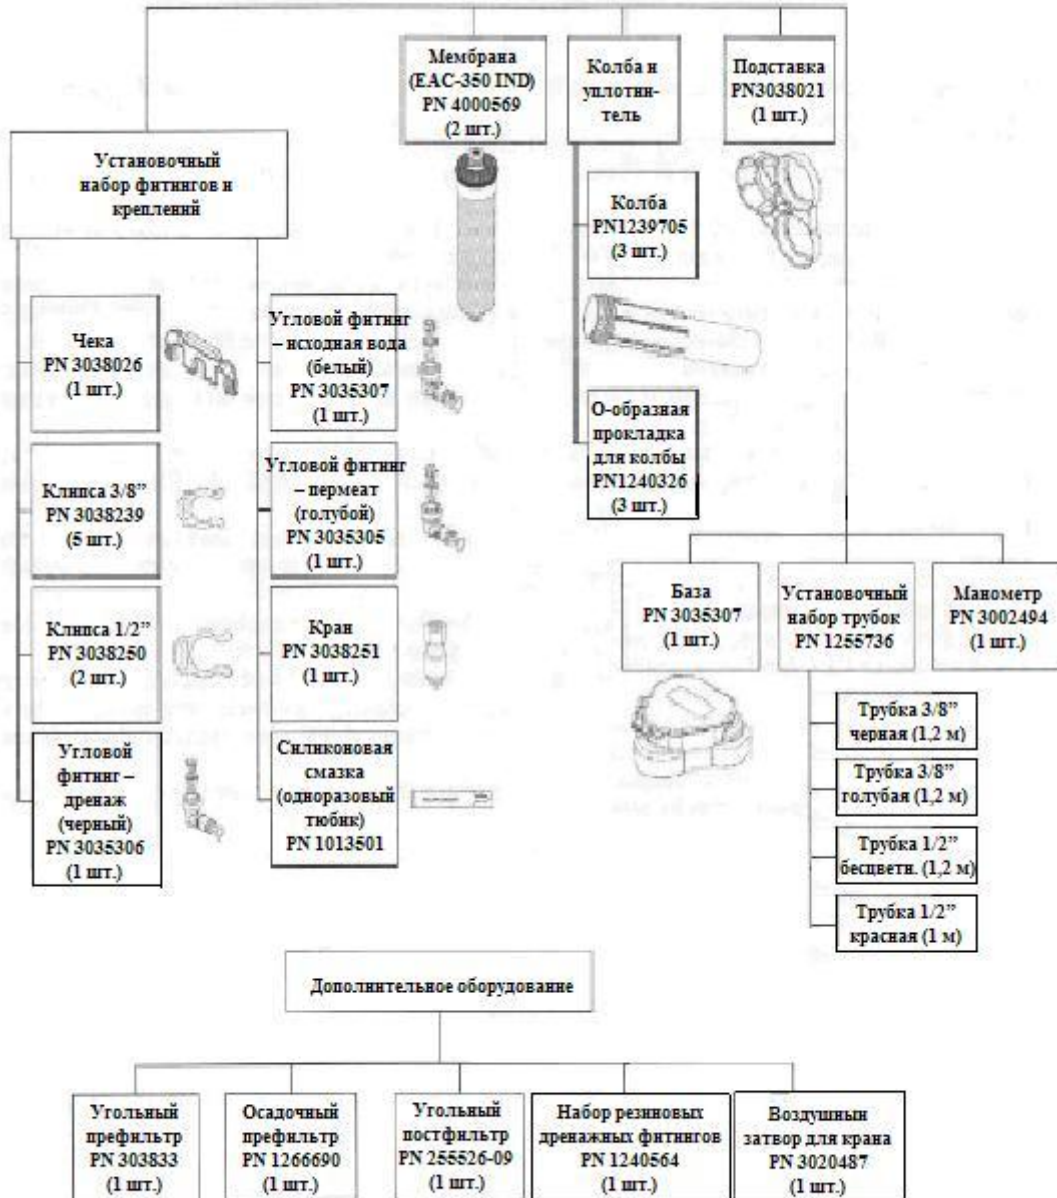 Мембрана
(EAC-350 IND)
PN 4000569
(2 шт.)
Колба и
уплотни-
тель
Подставка
PN3038021
(1 шт.)
Установочный
набор фитингов и
креплений
Колба
PN1239705
(3 шт.)
Чека
PN 3038026
(1 шт.)
Угловой фитинг
– исходная вода
(белый)
PN 3035307
(1 шт.)
О-образная
прокладка
для колбы
PN1240326
(3 шт.)
Клипса 3/8”
PN 3038239
(5 шт.)
Угловой фитинг
– пермеат
(голубой)
PN 3035305
(1 шт.)
База
PN 3035307
(1 шт.)
Установочный
набор трубок
PN 1255736
Манометр
PN 3002494
(1 шт.)
Клипса 1/2”
PN 3038250
(2 шт.)
Кран
PN 3038251
(1 шт.)
Трубка 3/8”
черная (1,2 м)
Трубка 3/8”
голубая (1,2 м)
Трубка 1/2”
бесцветн. (1,2 м)
Трубка 1/2”
красная (1 м)
Угловой
фитинг –
дренаж
(черный)
PN 3035306
(1 шт.)
Силиконовая
смазка
(одноразовый
тюбик)
PN 1013501
Дополнительное оборудование
Угольный
префильтр
PN 303833
(1 шт.)
Осадочный
префильтр
PN 1266690
(1 шт.)
Угольный
постфильтр
PN 255526-09
(1 шт.)
Набор резиновых
дренажных фитингов
PN 1240564
(1 шт.)
Воздушный
затвор для крана
PN 3020487
(1 шт.)